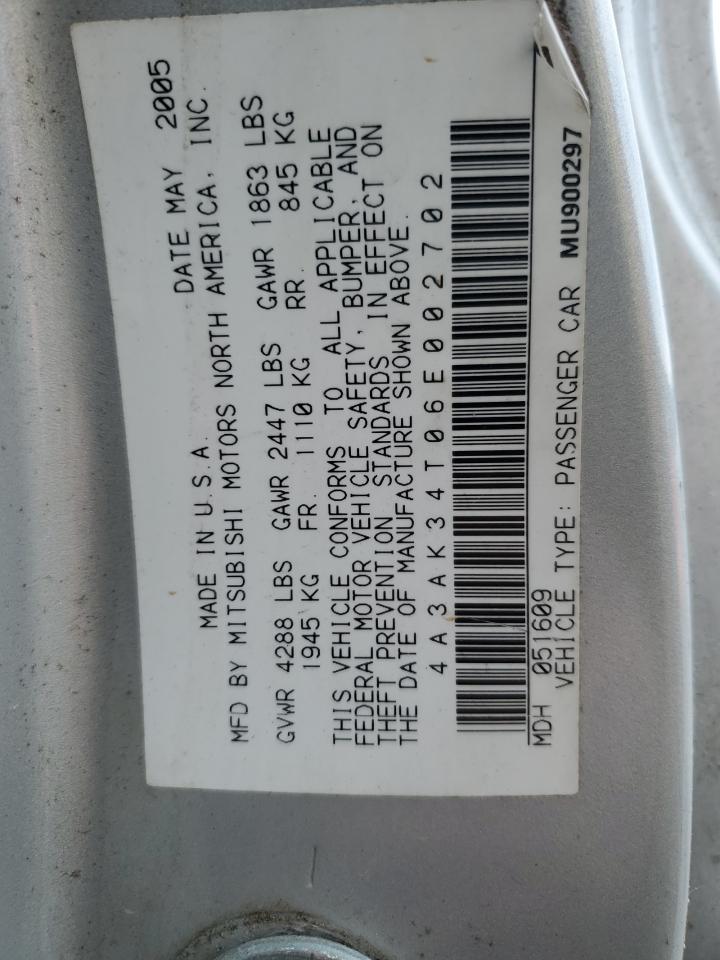 MADE IN U.S.A. DATE MAY 2005
MFD BY MITSUBISHI MOTORS NORTH AMERICA, INC.
GVWR 4288 LBS GAWR 2447 LBS GAWR 1863 LBS
1945 KG FR. 1110 KG RR. 845 KG
THIS VEHICLE CONFORMS TO ALL APPLICABLE
FEDERAL MOTOR VEHICLE SAFETY, BUMPER, AND
THEFT PREVENTION STANDARDS IN EFFECT ON
THE DATE OF MANUFACTURE SHOWN ABOVE.
4A3AK34T06E002702
MDH 051609
VEHICLE TYPE: PASSENGER CAR MU900297